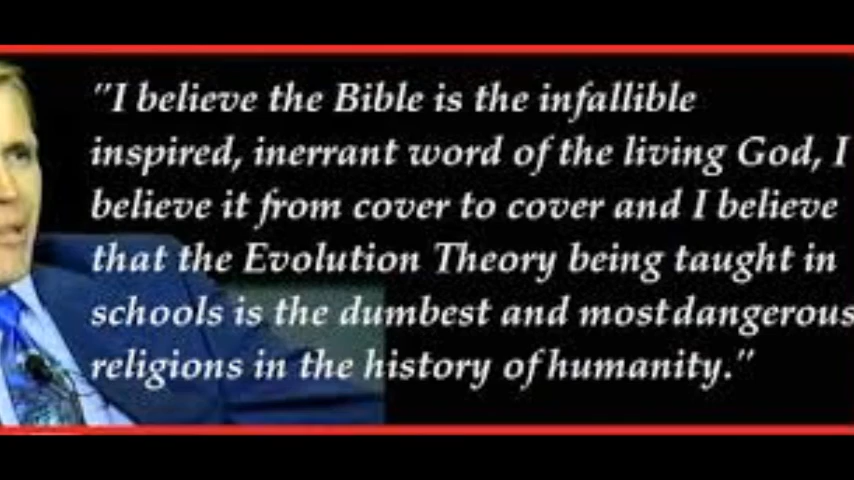 "I believe the Bible is the infallible
inspired, inerrant word of the living God, I
believe it from cover to cover and I believe
that the Evolution Theory being taught in
schools is the dumbest and most dangerous
religions in the history of humanity."